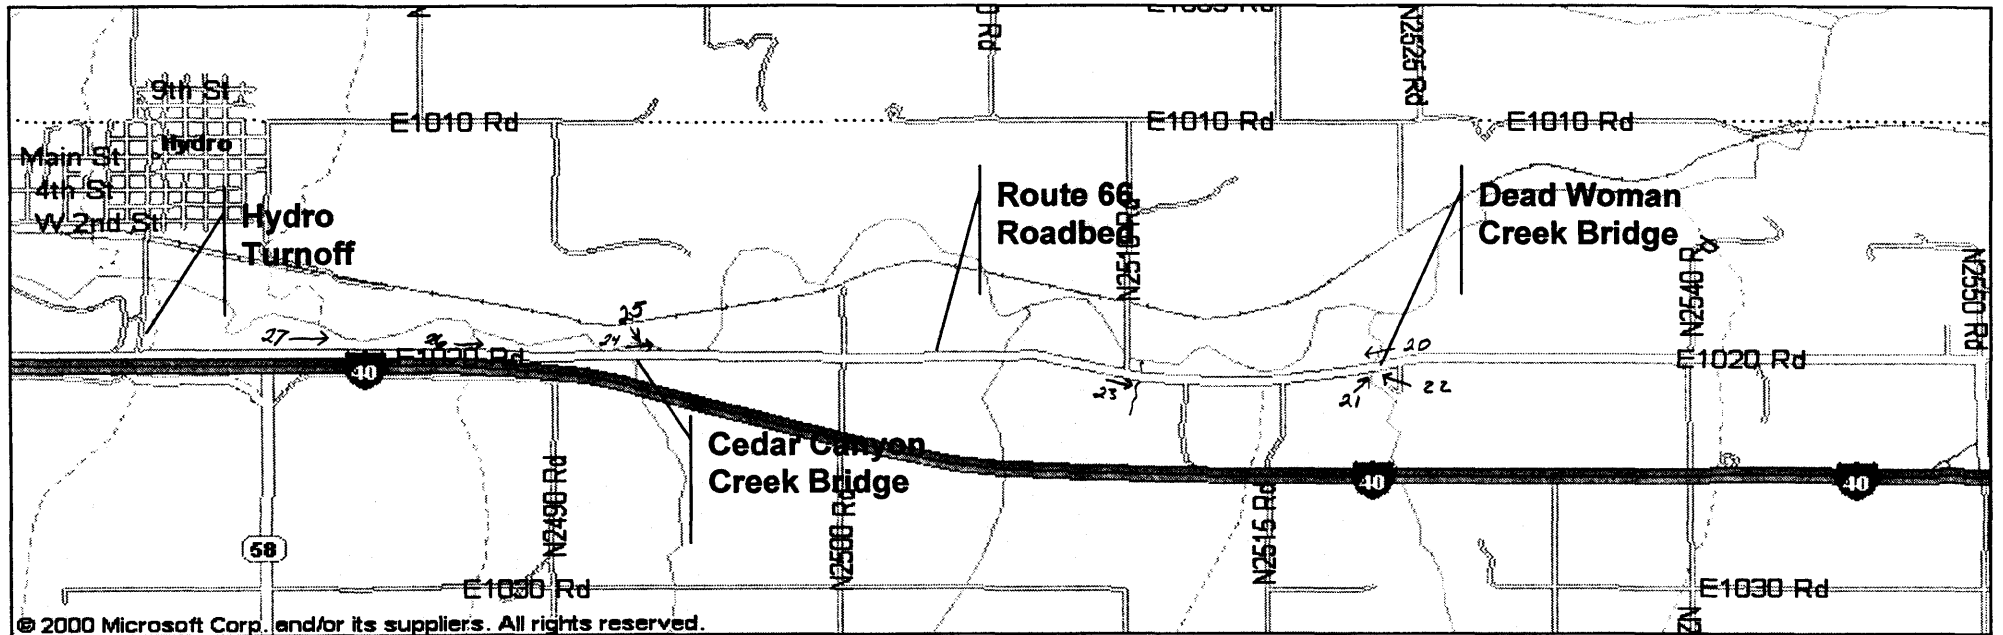 E1005 Rd
N2525 Rd
9th St
E1010 Rd
E1010 Rd
E1010 Rd
Hydro
Main St
4th St
W 2nd St
Hydro
Turnoff
Route 66
Roadbed
Dead Woman
Creek Bridge
N2510 Rd
N2540 Rd
N2550 Rd
27
26
25
24
E1020 Rd
40
20
E1020 Rd
23
21
22
Cedar Canyon
Creek Bridge
40
40
N2490 Rd
N2500 Rd
N2515 Rd
58
E1030 Rd
E1030 Rd
© 2000 Microsoft Corp. and/or its suppliers. All rights reserved.